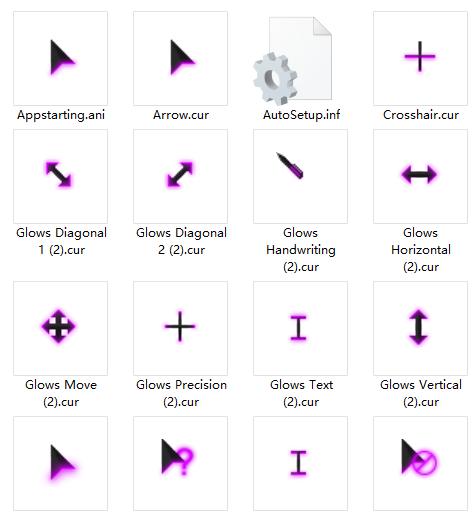 Appstarting.ani
Arrow.cur
AutoSetup.inf
Crosshair.cur
Glows Diagonal
1 (2).cur
Glows Diagonal
2 (2).cur
Glows
Handwriting
(2).cur
Glows
Horizontal
(2).cur
Glows Move
(2).cur
Glows Precision
(2).cur
Glows Text
(2).cur
Glows Vertical
(2).cur